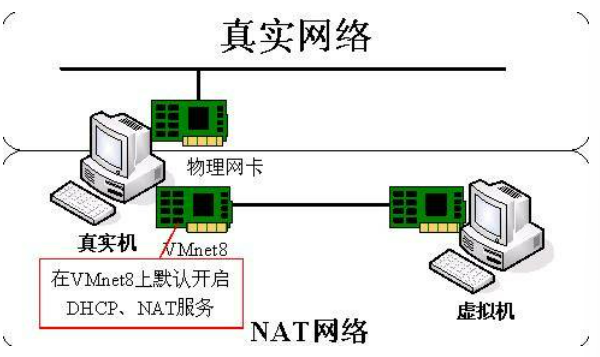 真实网络
物理网卡
真实机
VMnet8
在VMnet8上默认开启
DHCP、NAT服务
虚拟机
NAT网络